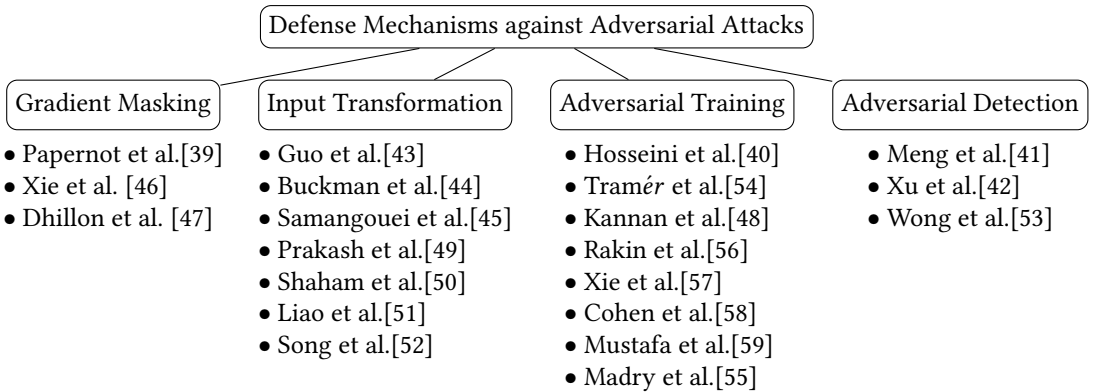 Defense Mechanisms against Adversarial Attacks
Gradient Masking
• Papernot et al.[39]
• Xie et al. [46]
• Dhillon et al. [47]
Input Transformation
• Guo et al.[43]
• Buckman et al.[44]
• Samangouei et al.[45]
• Prakash et al.[49]
• Shaham et al.[50]
• Liao et al.[51]
• Song et al.[52]
Adversarial Training
• Hosseini et al.[40]
• Tramér et al.[54]
• Kannan et al.[48]
• Rakin et al.[56]
• Xie et al.[57]
• Cohen et al.[58]
• Mustafa et al.[59]
• Madry et al.[55]
Adversarial Detection
• Meng et al.[41]
• Xu et al.[42]
• Wong et al.[53]